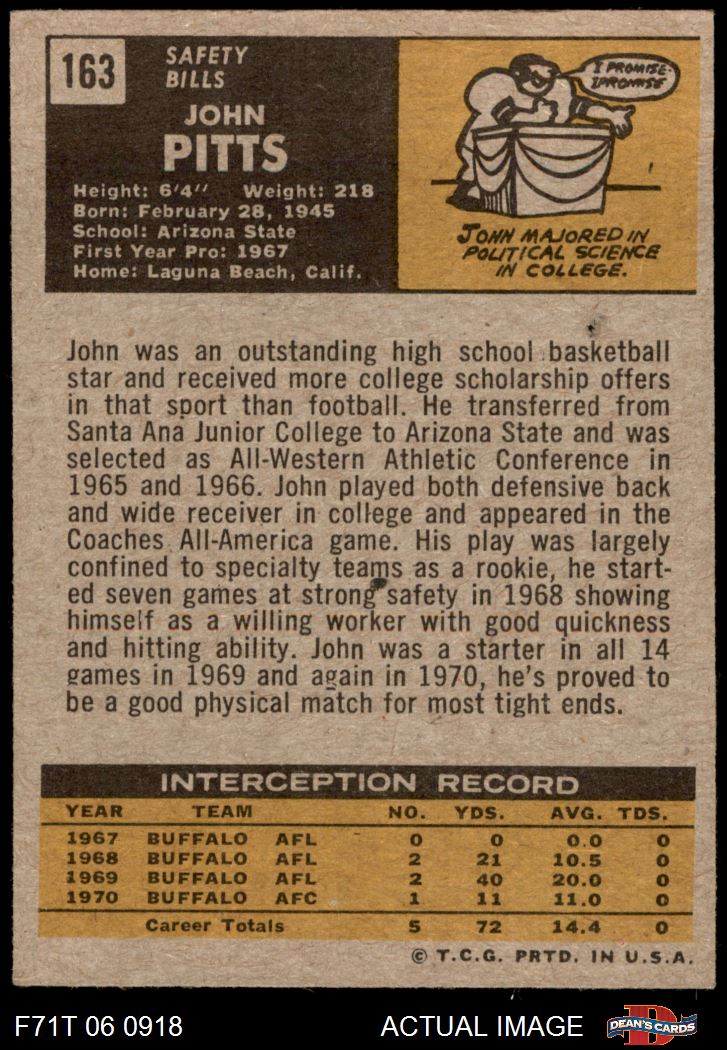 163
SAFETY
BILLS
JOHN
PITTS
Height: 6'4" Weight: 218
Born: February 28, 1945
School: Arizona State
First Year Pro: 1967
Home: Laguna Beach, Calif.
I PROMISE-
I PROMISE
JOHN MAJORED IN
POLITICAL SCIENCE
IN COLLEGE.
John was an outstanding high school basketball
star and received more college scholarship offers
in that sport than football. He transferred from
Santa Ana Junior College to Arizona State and was
selected as All-Western Athletic Conference in
1965 and 1966. John played both defensive back
and wide receiver in college and appeared in the
Coaches All-America game. His play was largely
confined to specialty teams as a rookie, he start-
ed seven games at strong safety in 1968 showing
himself as a willing worker with good quickness
and hitting ability. John was a starter in all 14
games in 1969 and again in 1970, he's proved to
be a good physical match for most tight ends.
INTERCEPTION RECORD
YEAR TEAM NO. YDS. AVG. TDS.
1967 BUFFALO AFL 0 0 0.0 0
1968 BUFFALO AFL 2 21 10.5 0
1969 BUFFALO AFL 2 40 20.0 0
1970 BUFFALO AFC 1 11 11.0 0
Career Totals 5 72 14.4 0
© T.C.G. PRTD. IN U.S.A.
F71T 06 0918 ACTUAL IMAGE
D
DEAN'S CARDS